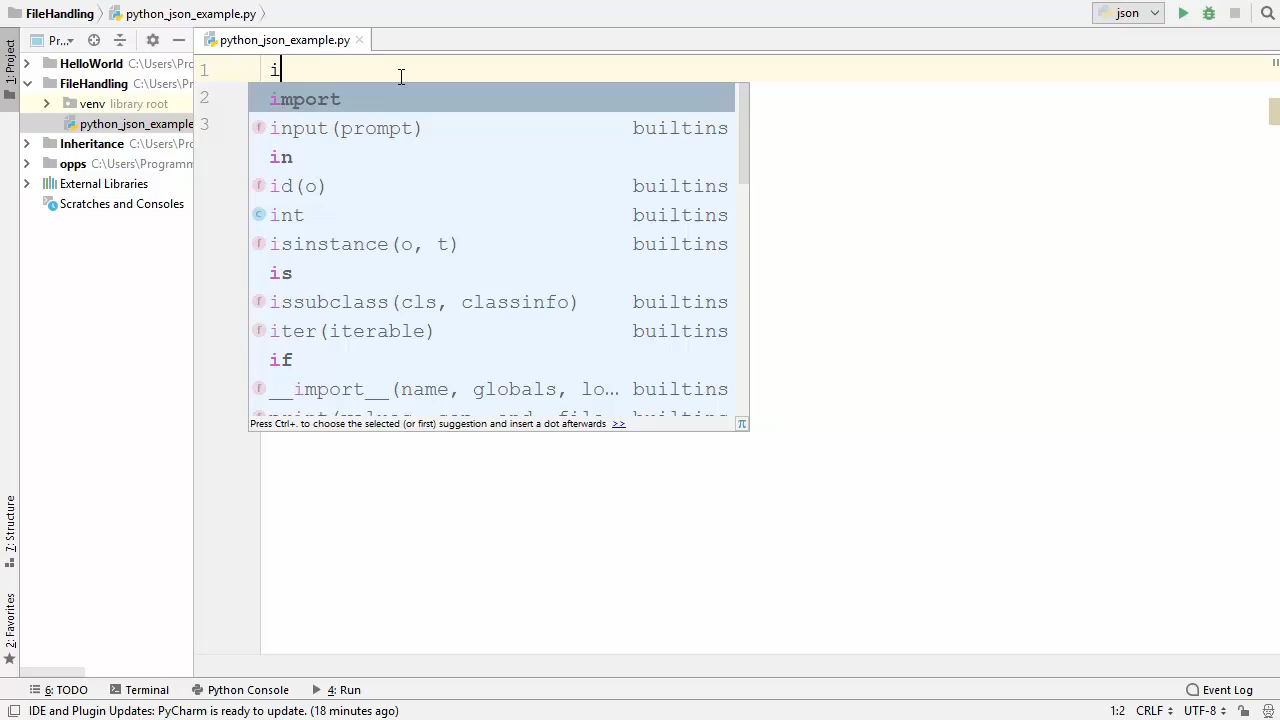 FileHandling python_json_example.py json
1: Project
Pr...
python_json_example.py
HelloWorld C:\Users\Pro
FileHandling C:\Users\Pr
venv library root
python_json_example
Inheritance C:\Users\Pr
opps C:\Users\Programm
External Libraries
Scratches and Consoles
1 i
2
3
import
input(prompt) builtins
in
id(o) builtins
int builtins
isinstance(o, t) builtins
is
issubclass(cls, classinfo) builtins
iter(iterable) builtins
if
__import__(name, globals, lo... builtins
Press Ctrl+. to choose the selected (or first) suggestion and insert a dot afterwards >> π
7: Structure
2: Favorites
6: TODO Terminal Python Console 4: Run Event Log
IDE and Plugin Updates: PyCharm is ready to update. (18 minutes ago) 1:2 CRLF UTF-8